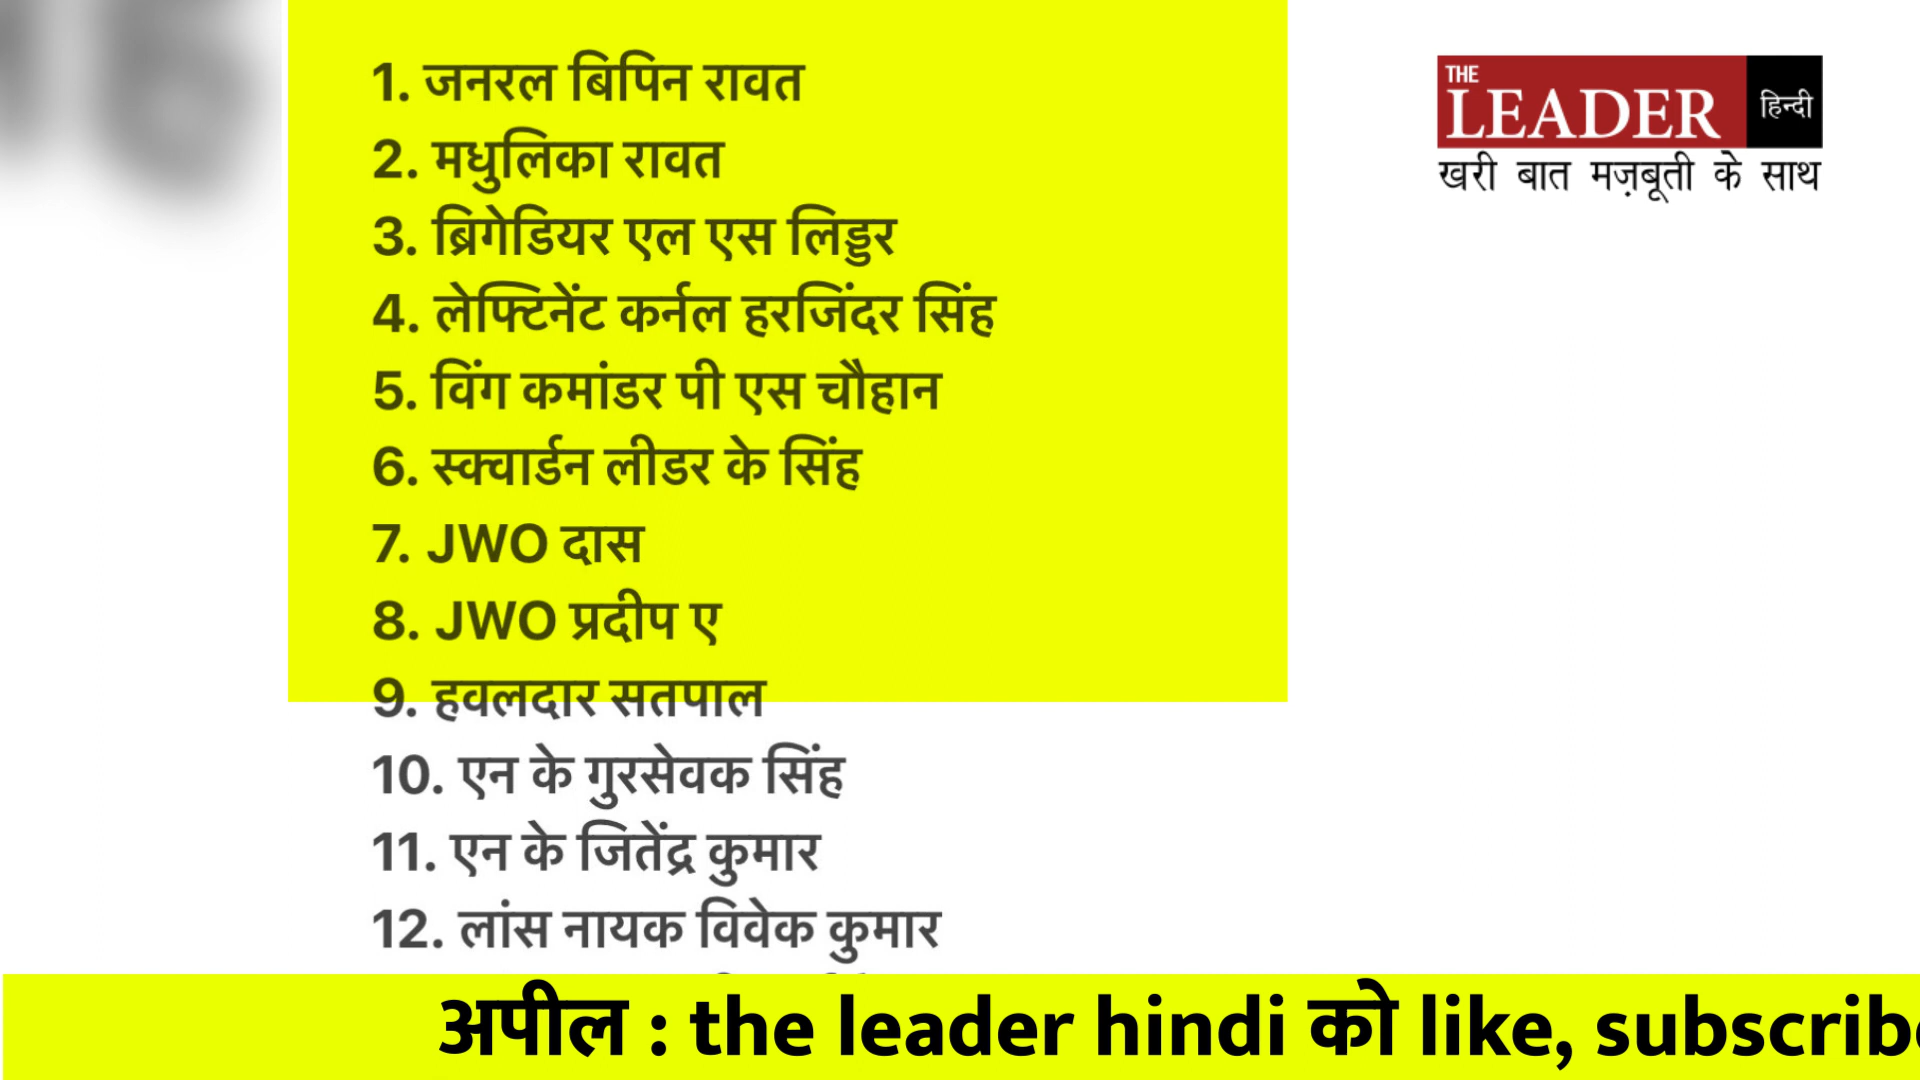 1. जनरल बिपिन रावत
2. मधुलिका रावत
3. ब्रिगेडियर एल एस लिड्डर
4. लेफ्टिनेंट कर्नल हरजिंदर सिंह
5. विंग कमांडर पी एस चौहान
6. स्क्वार्डन लीडर के सिंह
7. JWO दास
8. JWO प्रदीप ए
9. हवलदार सतपाल
10. एन के गुरसेवक सिंह
11. एन के जितेंद्र कुमार
12. लांस नायक विवेक कुमार
THE
LEADER हिन्दी
खरी बात मज़बूती के साथ
अपील : the leader hindi को like, subscribe